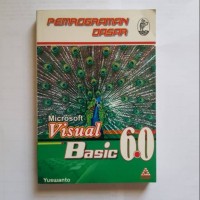 PEMROGRAMAN
DASAR
Microsoft
Visual
Basic 6.0
Yuswanto